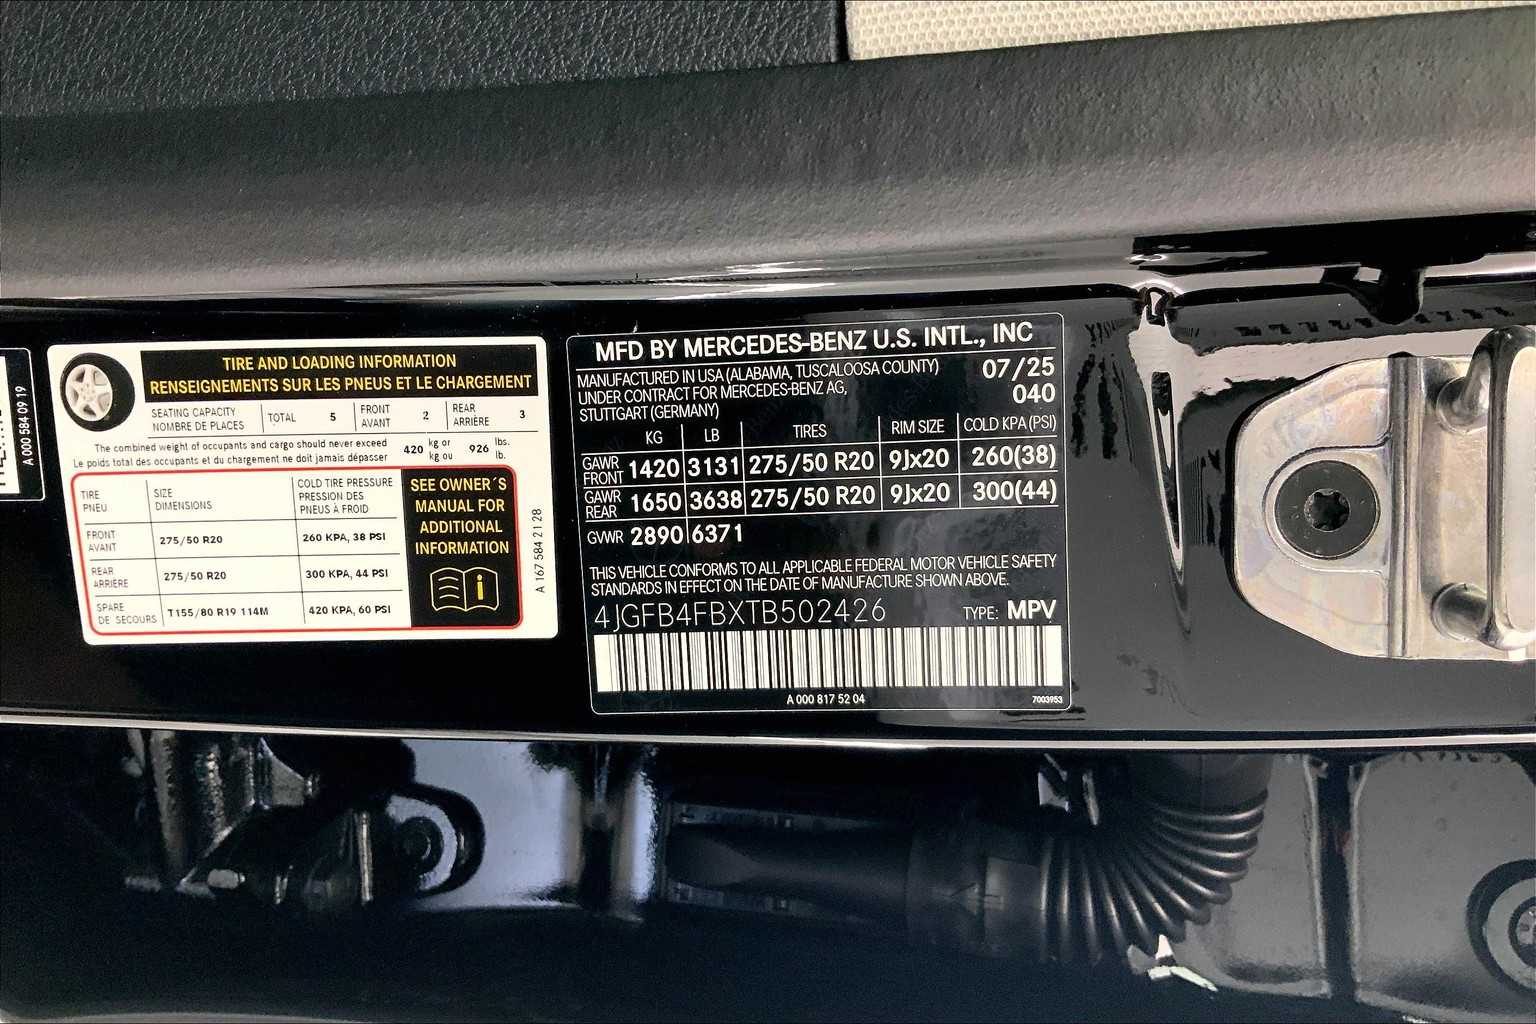 A 000 584 09 19
TIRE AND LOADING INFORMATION
RENSEIGNEMENTS SUR LES PNEUS ET LE CHARGEMENT
SEATING CAPACITY
NOMBRE DE PLACES
TOTAL 5
FRONT
AVANT 2
REAR
ARRIÈRE 3
The combined weight of occupants and cargo should never exceed
Le poids total des occupants et du chargement ne doit jamais dépasser
420 kg or
kg ou
926 lbs.
lb.
TIRE
PNEU
SIZE
DIMENSIONS
COLD TIRE PRESSURE
PRESSION DES
PNEUS À FROID
FRONT
AVANT
275/50 R20
260 KPA, 38 PSI
REAR
ARRIÈRE
275/50 R20
300 KPA, 44 PSI
SPARE
DE SECOURS
T155/80 R19 114M
420 KPA, 60 PSI
SEE OWNER´S
MANUAL FOR
ADDITIONAL
INFORMATION
A 167 584 21 28
MFD BY MERCEDES-BENZ U.S. INTL., INC
MANUFACTURED IN USA (ALABAMA, TUSCALOOSA COUNTY)
UNDER CONTRACT FOR MERCEDES-BENZ AG,
STUTTGART (GERMANY)
07/25
040
KG LB TIRES RIM SIZE COLD KPA (PSI)
GAWR
FRONT 1420 3131 275/50 R20 9Jx20 260(38)
GAWR
REAR 1650 3638 275/50 R20 9Jx20 300(44)
GVWR 2890 6371
THIS VEHICLE CONFORMS TO ALL APPLICABLE FEDERAL MOTOR VEHICLE SAFETY
STANDARDS IN EFFECT ON THE DATE OF MANUFACTURE SHOWN ABOVE.
4JGFB4FBXTB502426 TYPE: MPV
A 000 817 52 04 7003953